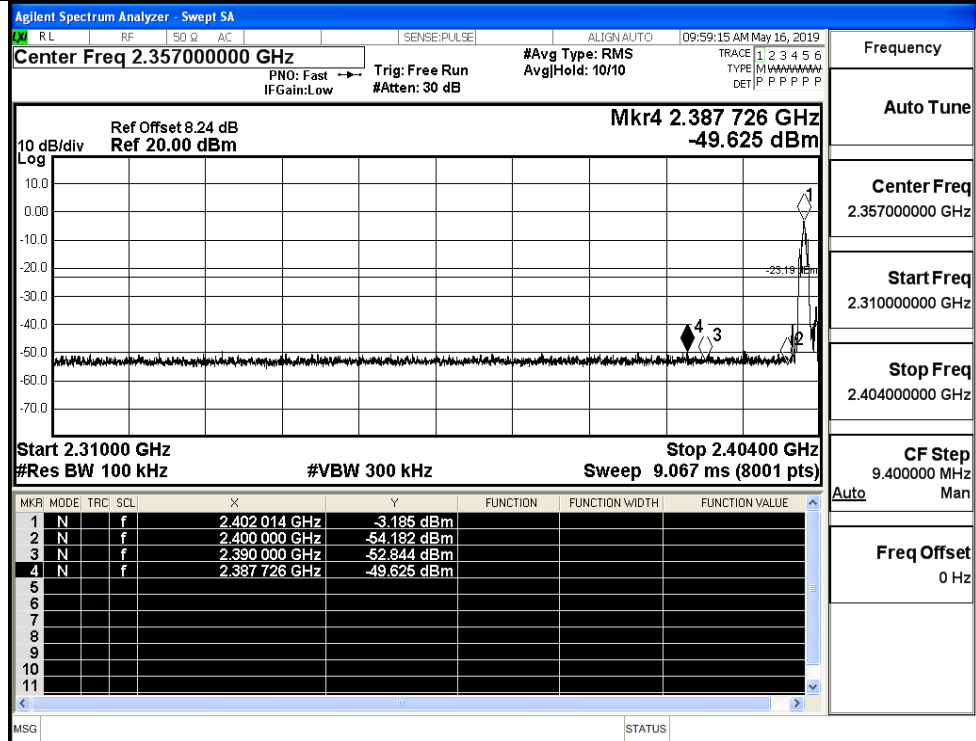 Agilent Spectrum Analyzer - Swept SA
LXI RL RF 50 Ω AC SENSE:PULSE ALIGN AUTO 09:59:15 AM May 16, 2019
Center Freq 2.357000000 GHz
PNO: Fast
IFGain:Low
Trig: Free Run
#Atten: 30 dB
#Avg Type: RMS
Avg|Hold: 10/10
TRACE 1 2 3 4 5 6
TYPE M WWWWW
DET P P P P P P
Mkr4 2.387 726 GHz
-49.625 dBm
Ref Offset 8.24 dB
10 dB/div Ref 20.00 dBm
Log
10.0
0.00
-10.0
-20.0
-30.0
-40.0
-50.0
-60.0
-70.0
1
-23.19 dBm
4
3
2
Start 2.31000 GHz Stop 2.40400 GHz
#Res BW 100 kHz #VBW 300 kHz Sweep 9.067 ms (8001 pts)
MKR MODE TRC SCL X Y FUNCTION FUNCTION WIDTH FUNCTION VALUE
1 N f 2.402 014 GHz -3.185 dBm
2 N f 2.400 000 GHz -54.182 dBm
3 N f 2.390 000 GHz -52.844 dBm
4 N f 2.387 726 GHz -49.625 dBm
5
6
7
8
9
10
11
MSG STATUS
Frequency
Auto Tune
Center Freq
2.357000000 GHz
Start Freq
2.310000000 GHz
Stop Freq
2.404000000 GHz
CF Step
9.400000 MHz
Auto Man
Freq Offset
0 Hz